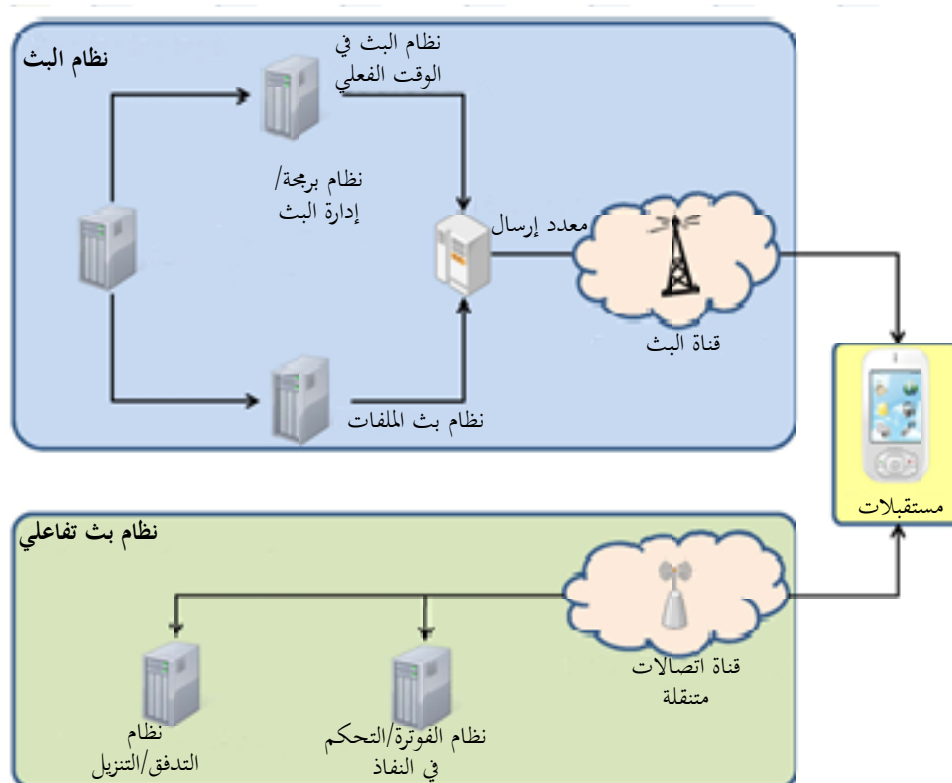 نظام البث
نظام البث في
الوقت الفعلي
نظام برمجة/
إدارة البث
معدد إرسال
قناة البث
نظام بث الملفات
مستقبلات
نظام بث تفاعلي
قناة اتصالات
متنقلة
نظام الفوترة/التحكم
في النفاذ
نظام
التدفق/التنزيل